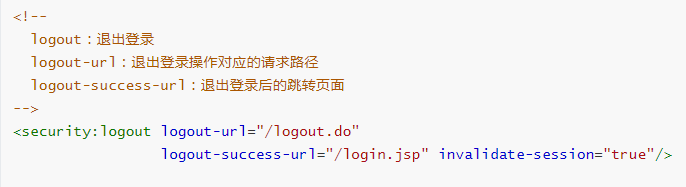 <!--
logout：退出登录
logout-url：退出登录操作对应的请求路径
logout-success-url：退出登录后的跳转页面
-->
<security:logout logout-url="/logout.do"
logout-success-url="/login.jsp" invalidate-session="true"/>